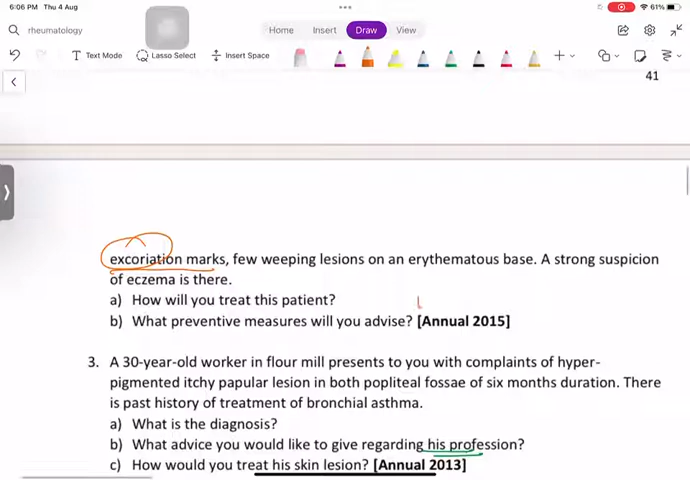 6:06 PM Thu 4 Aug
61%
rheumatology
Home Insert Draw View
Text Mode Lasso Select Insert Space
41
excoriation marks, few weeping lesions on an erythematous base. A strong suspicion
of eczema is there.
a) How will you treat this patient?
b) What preventive measures will you advise? [Annual 2015]
3. A 30-year-old worker in flour mill presents to you with complaints of hyper-
pigmented itchy papular lesion in both popliteal fossae of six months duration. There
is past history of treatment of bronchial asthma.
a) What is the diagnosis?
b) What advice you would like to give regarding his profession?
c) How would you treat his skin lesion? [Annual 2013]